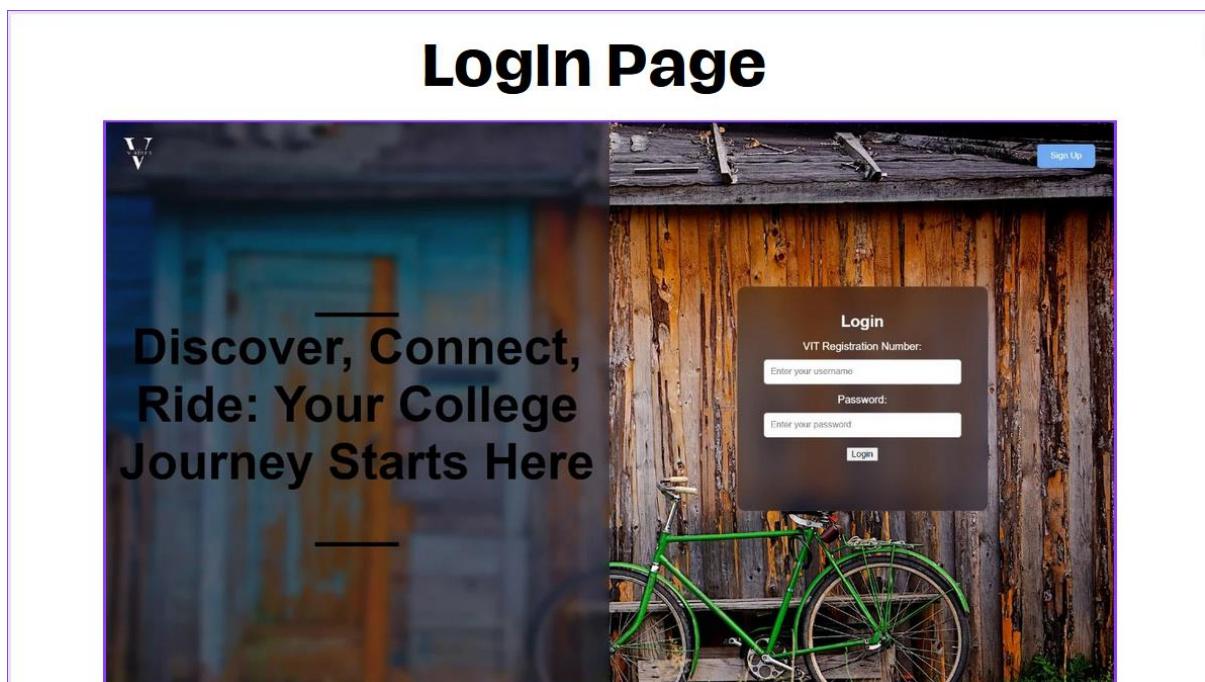 LogIn Page
V
Sign Up
Discover, Connect,
Ride: Your College
Journey Starts Here
Login
VIT Registration Number:
Enter your username
Password:
Enter your password
Login